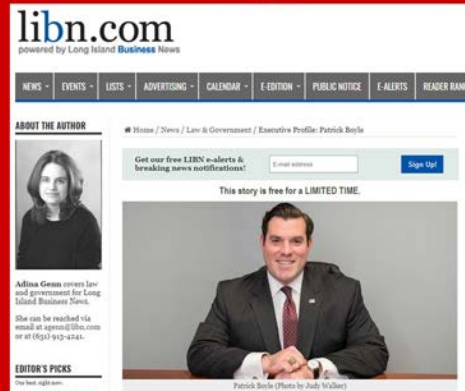 libn.com
powered by Long Island Business News
NEWS EVENTS LISTS ADVERTISING CALENDAR E-EDITION PUBLIC NOTICE E-ALERTS READER RAN
ABOUT THE AUTHOR
Home / News / Law & Government / Executive Profile: Patrick Boyle
Get our free LIBN e-alerts &
breaking news notifications!
E-mail address
Sign Up!
This story is free for a LIMITED TIME.
Adina Genn covers law
and government for Long
Island Business News.
She can be reached via
email at agenn@libn.com
or at (631) 913-4241.
EDITOR'S PICKS
Our best, right now.
Patrick Boyle (Photo by Judy Walker)